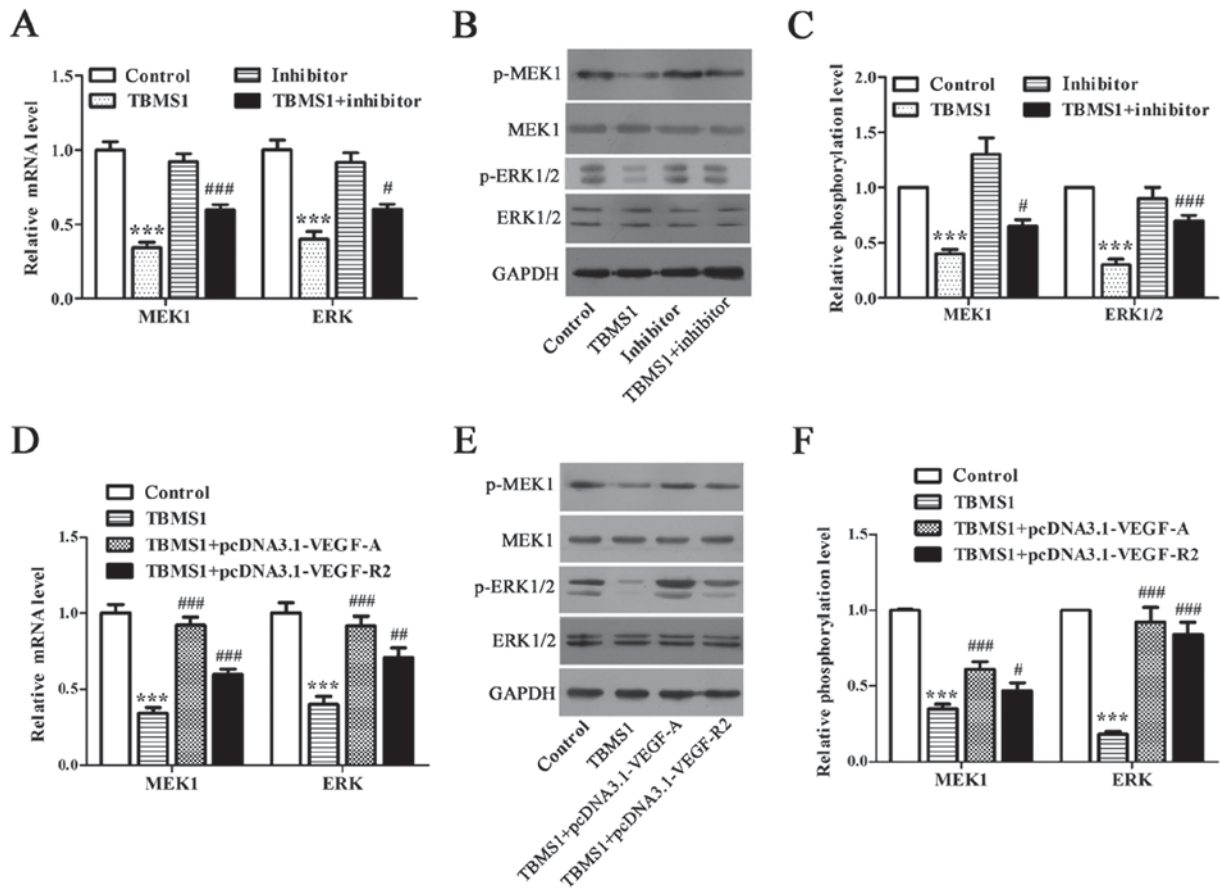 A
Control
Inhibitor
TBMS1
TBMS1+inhibitor
Relative mRNA level
1.5
1.0
0.5
0.0
***
###
***
#
MEK1
ERK
B
p-MEK1
MEK1
p-ERK1/2
ERK1/2
GAPDH
Control
TBMS1
Inhibitor
TBMS1+inhibitor
C
Control
Inhibitor
TBMS1
TBMS1+inhibitor
Relative phosphorylation level
2.0
1.5
1.0
0.5
0.0
***
#
***
###
MEK1
ERK1/2
D
Control
TBMS1
TBMS1+pcDNA3.1-VEGF-A
TBMS1+pcDNA3.1-VEGF-R2
Relative mRNA level
1.5
1.0
0.5
0.0
***
###
###
***
###
##
MEK1
ERK
E
p-MEK1
MEK1
p-ERK1/2
ERK1/2
GAPDH
Control
TBMS1
TBMS1+pcDNA3.1-VEGF-A
TBMS1+pcDNA3.1-VEGF-R2
F
Control
TBMS1
TBMS1+pcDNA3.1-VEGF-A
TBMS1+pcDNA3.1-VEGF-R2
Relative phosphorylation level
1.5
1.0
0.5
0.0
***
###
#
***
###
###
MEK1
ERK